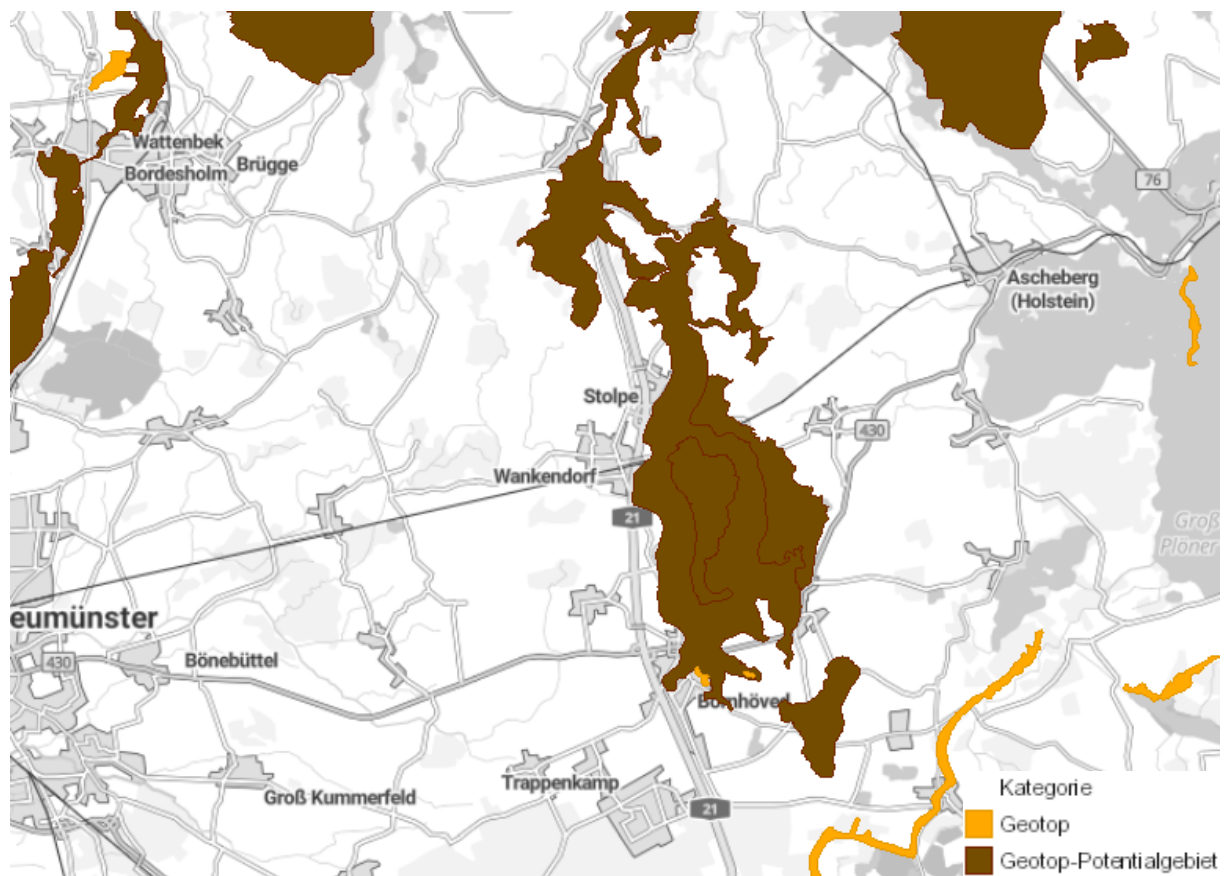 Wattenbek
Brügge
Bordesholm
76
Ascheberg
(Holstein)
Stolpe
430
Wankendorf
21
Groß
Plöner
eumünster
430
Bönebüttel
Bornhöved
Trappenkamp
Groß Kummerfeld
21
Kategorie
Geotop
Geotop-Potentialgebiet